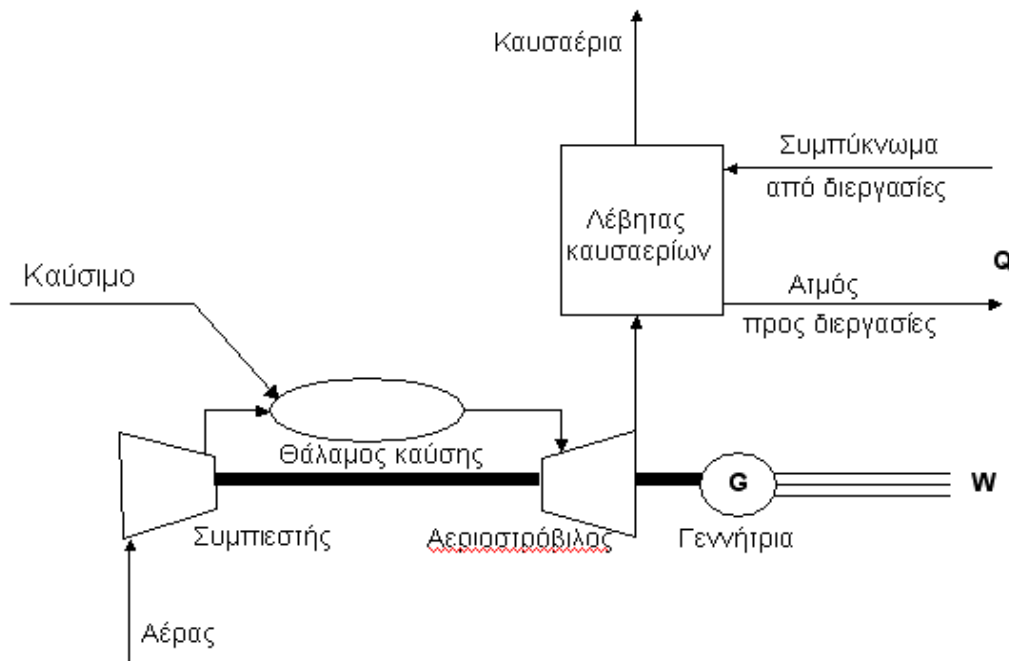 Καυσαέρια
Συμπύκνωμα
από διεργασίες
Λέβητας
καυσαερίων
Q
Καύσιμο
Ατμός
προς διεργασίες
Θάλαμος καύσης
G
W
Συμπιεστής
Αεριοστρόβιλος
Γεννήτρια
Αέρας